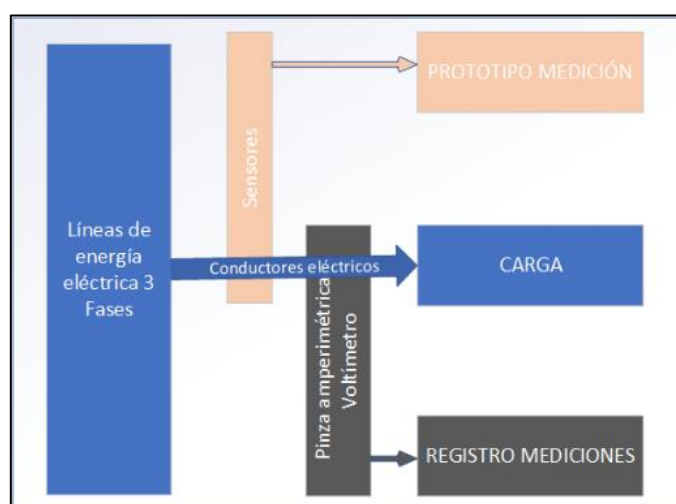 PROTOTIPO MEDICIÓN
Sensores
Líneas de
energía
eléctrica 3
Fases
Conductores eléctricos
CARGA
Pinza amperimétrica
Voltímetro
REGISTRO MEDICIONES